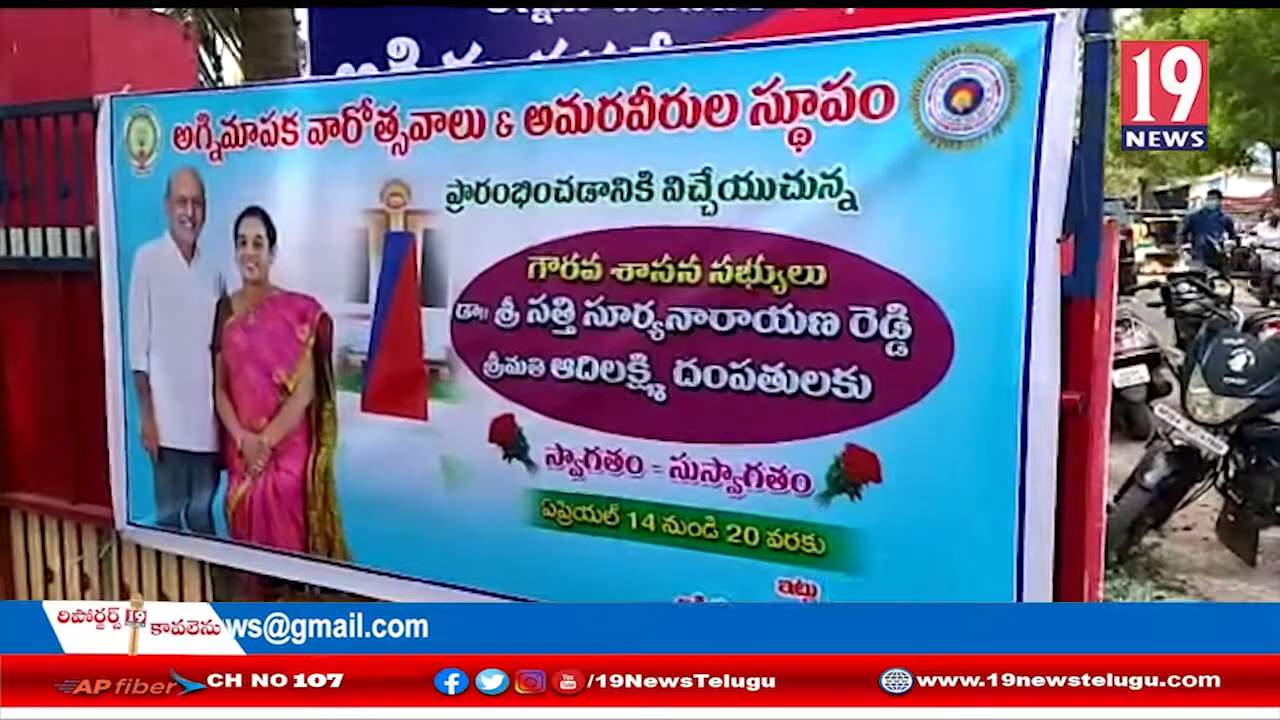 19
NEWS
అగ్నిమాపక వారోత్సవాలు & అమరవీరుల స్థూపం
ప్రారంభించడానికి విచ్చేయుచున్న
గౌరవ శాసన సభ్యులు
డా॥ శ్రీ సత్తి సూర్యనారాయణ రెడ్డి
శ్రీమతి ఆదిలక్ష్మి దంపతులకు
స్వాగతం = సుస్వాగతం
ఏప్రెయల్ 14 నుండి 20 వరకు
ఇట్లు
రిపోర్టర్స్ 19 కావలెను
ws@gmail.com
AP fiber CH NO 107
/19NewsTelugu
www.19newstelugu.com